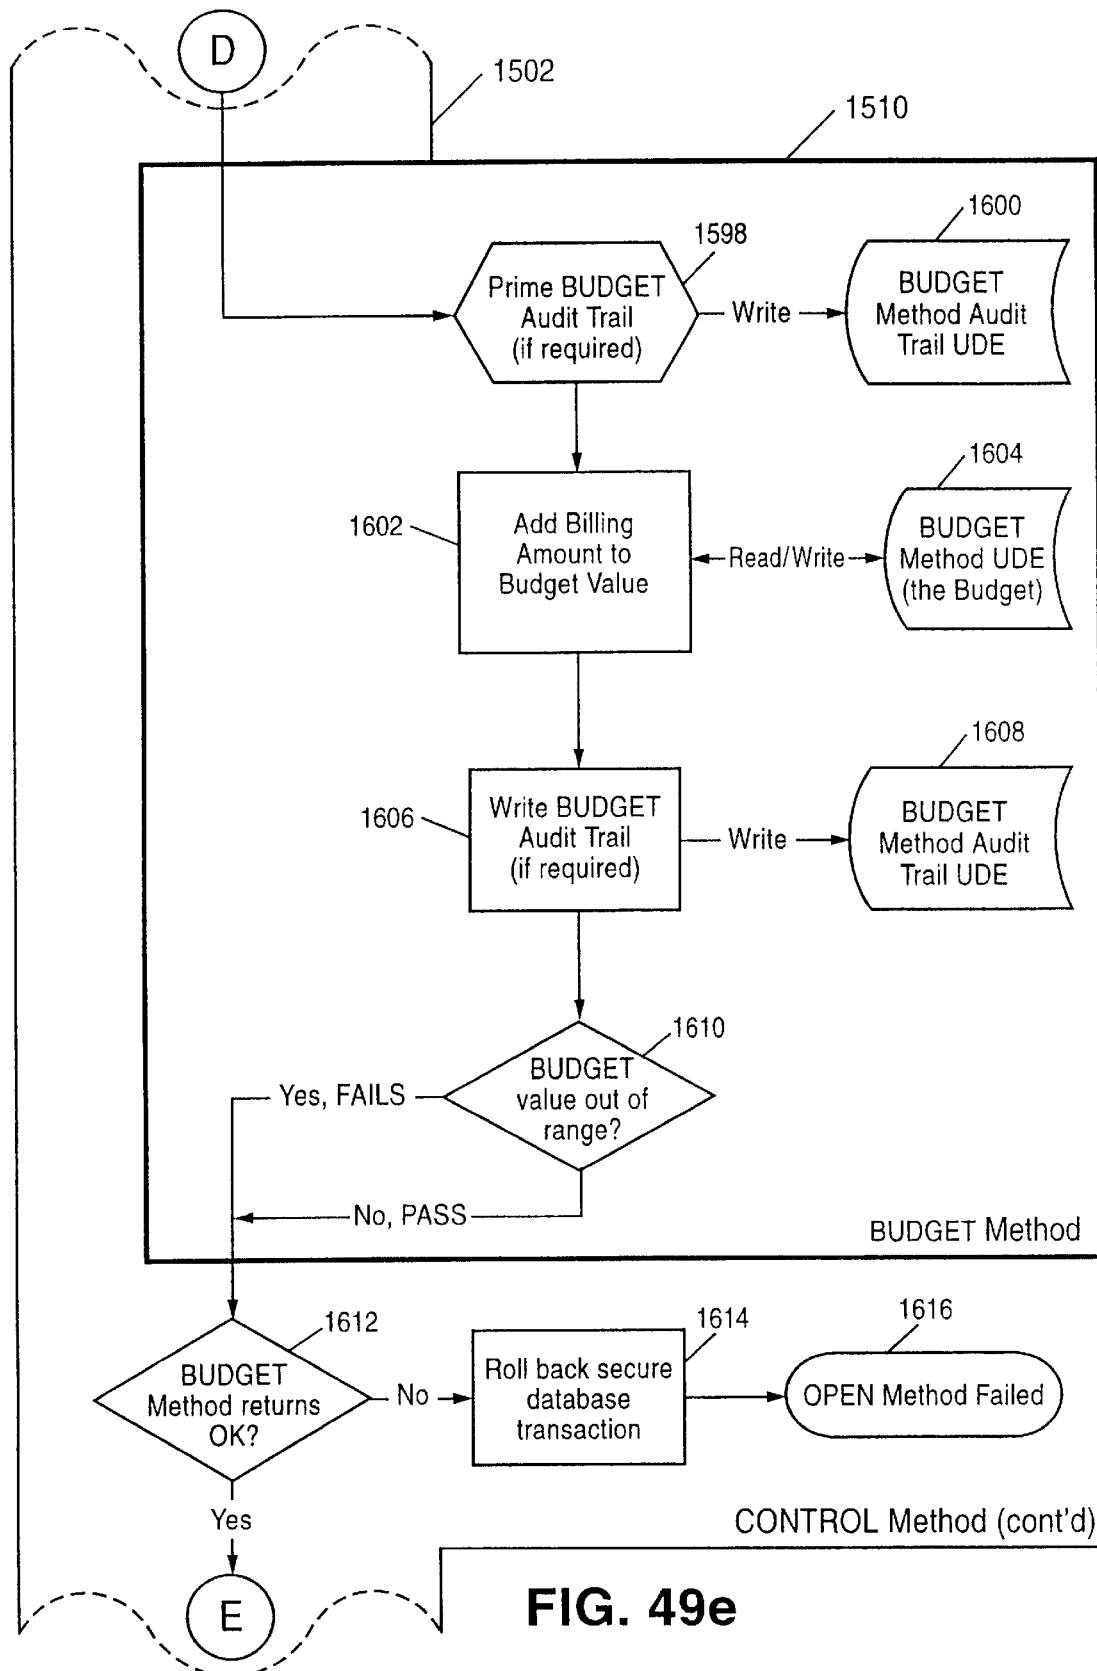 D
1502
1510
1600
1598
Prime BUDGET
Audit Trail
(if required)
Write
BUDGET
Method Audit
Trail UDE
1604
1602
Add Billing
Amount to
Budget Value
Read/Write
BUDGET
Method UDE
(the Budget)
1608
1606
Write BUDGET
Audit Trail
(if required)
Write
BUDGET
Method Audit
Trail UDE
1610
BUDGET
value out of
range?
Yes, FAILS
No, PASS
BUDGET Method
1612
BUDGET
Method returns
OK?
No
1614
Roll back secure
database
transaction
1616
OPEN Method Failed
Yes
CONTROL Method (cont'd)
E
FIG. 49e